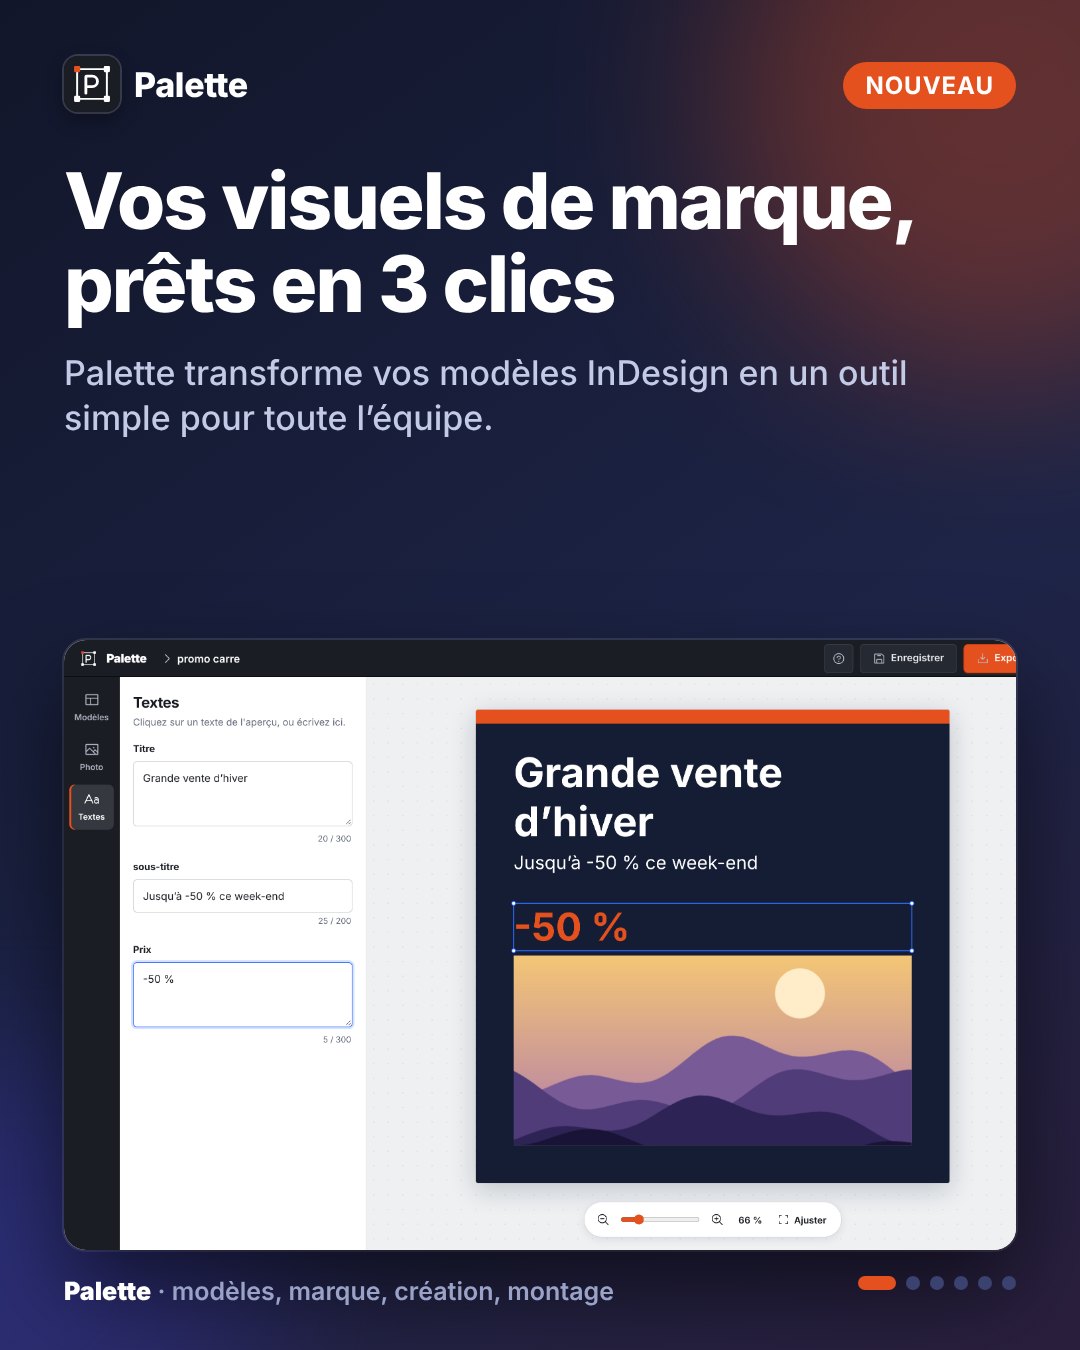 Palette
NOUVEAU
Vos visuels de marque,
prêts en 3 clics
Palette transforme vos modèles InDesign en un outil
simple pour toute l’équipe.
Palette > promo carre
Enregistrer
Expo
Modèles
Photo
Aa
Textes
Textes
Cliquez sur un texte de l'aperçu, ou écrivez ici.
Titre
Grande vente d’hiver
20 / 300
sous-titre
Jusqu’à -50 % ce week-end
25 / 200
Prix
-50 %
5 / 300
Grande vente
d’hiver
Jusqu’à -50 % ce week-end
-50 %
66 %
Ajuster
Palette · modèles, marque, création, montage